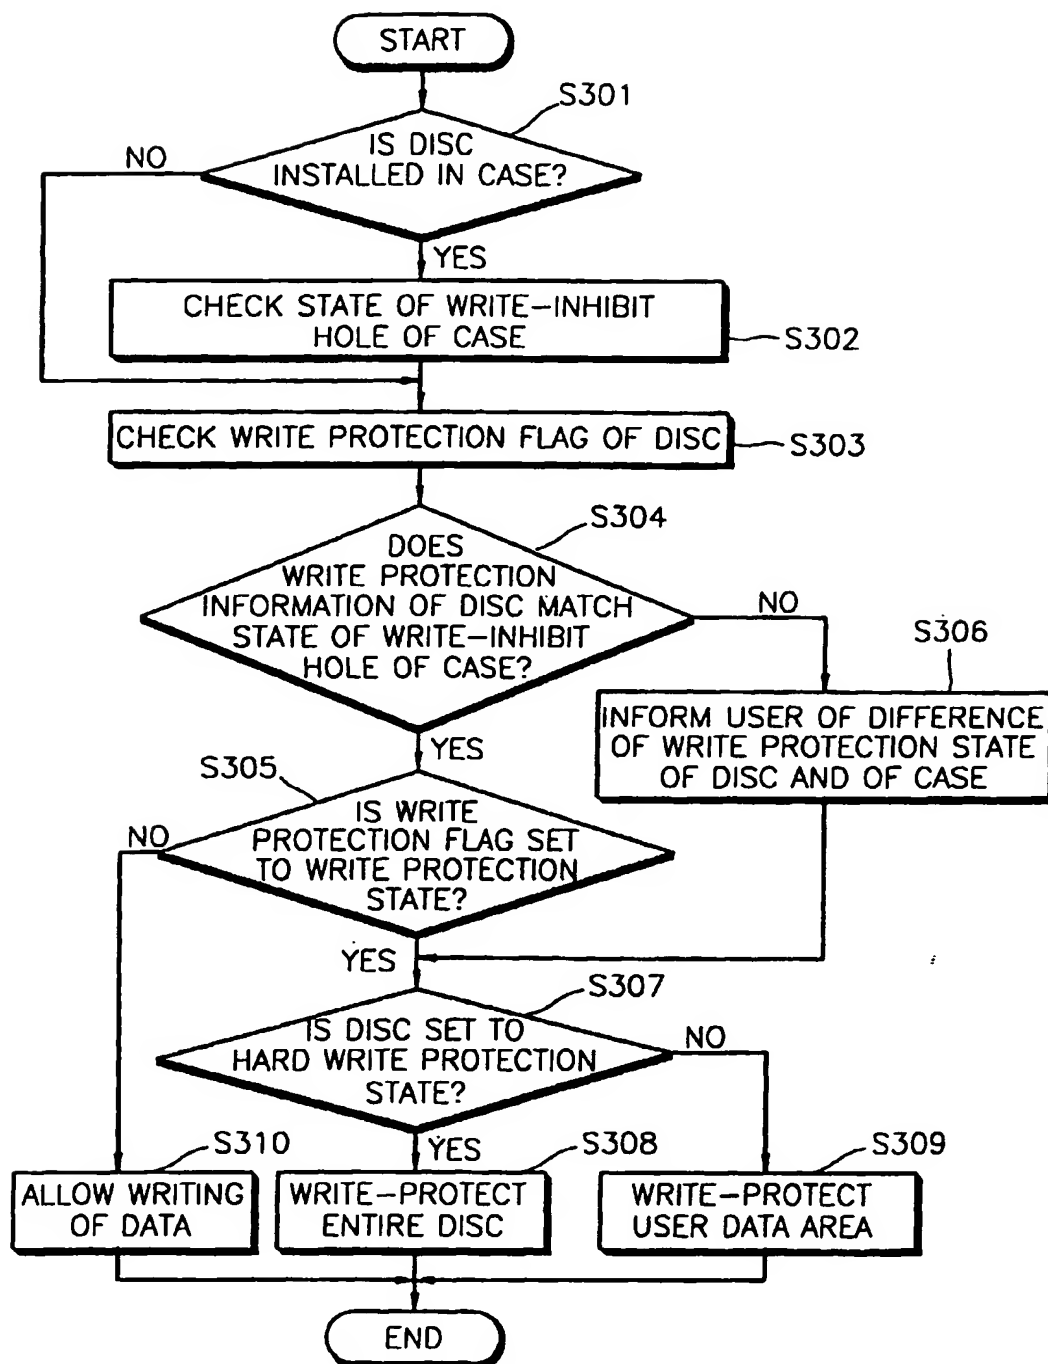 START
S301
IS DISC
INSTALLED IN CASE?
NO
YES
CHECK STATE OF WRITE-INHIBIT
HOLE OF CASE
S302
CHECK WRITE PROTECTION FLAG OF DISC
S303
S304
DOES
WRITE PROTECTION
INFORMATION OF DISC MATCH
STATE OF WRITE-INHIBIT
HOLE OF CASE?
NO
S306
INFORM USER OF DIFFERENCE
OF WRITE PROTECTION STATE
OF DISC AND OF CASE
YES
S305
IS WRITE
PROTECTION FLAG SET
TO WRITE PROTECTION
STATE?
NO
YES
S307
IS DISC SET TO
HARD WRITE PROTECTION
STATE?
NO
YES
S310
ALLOW WRITING
OF DATA
S308
WRITE-PROTECT
ENTIRE DISC
S309
WRITE-PROTECT
USER DATA AREA
END